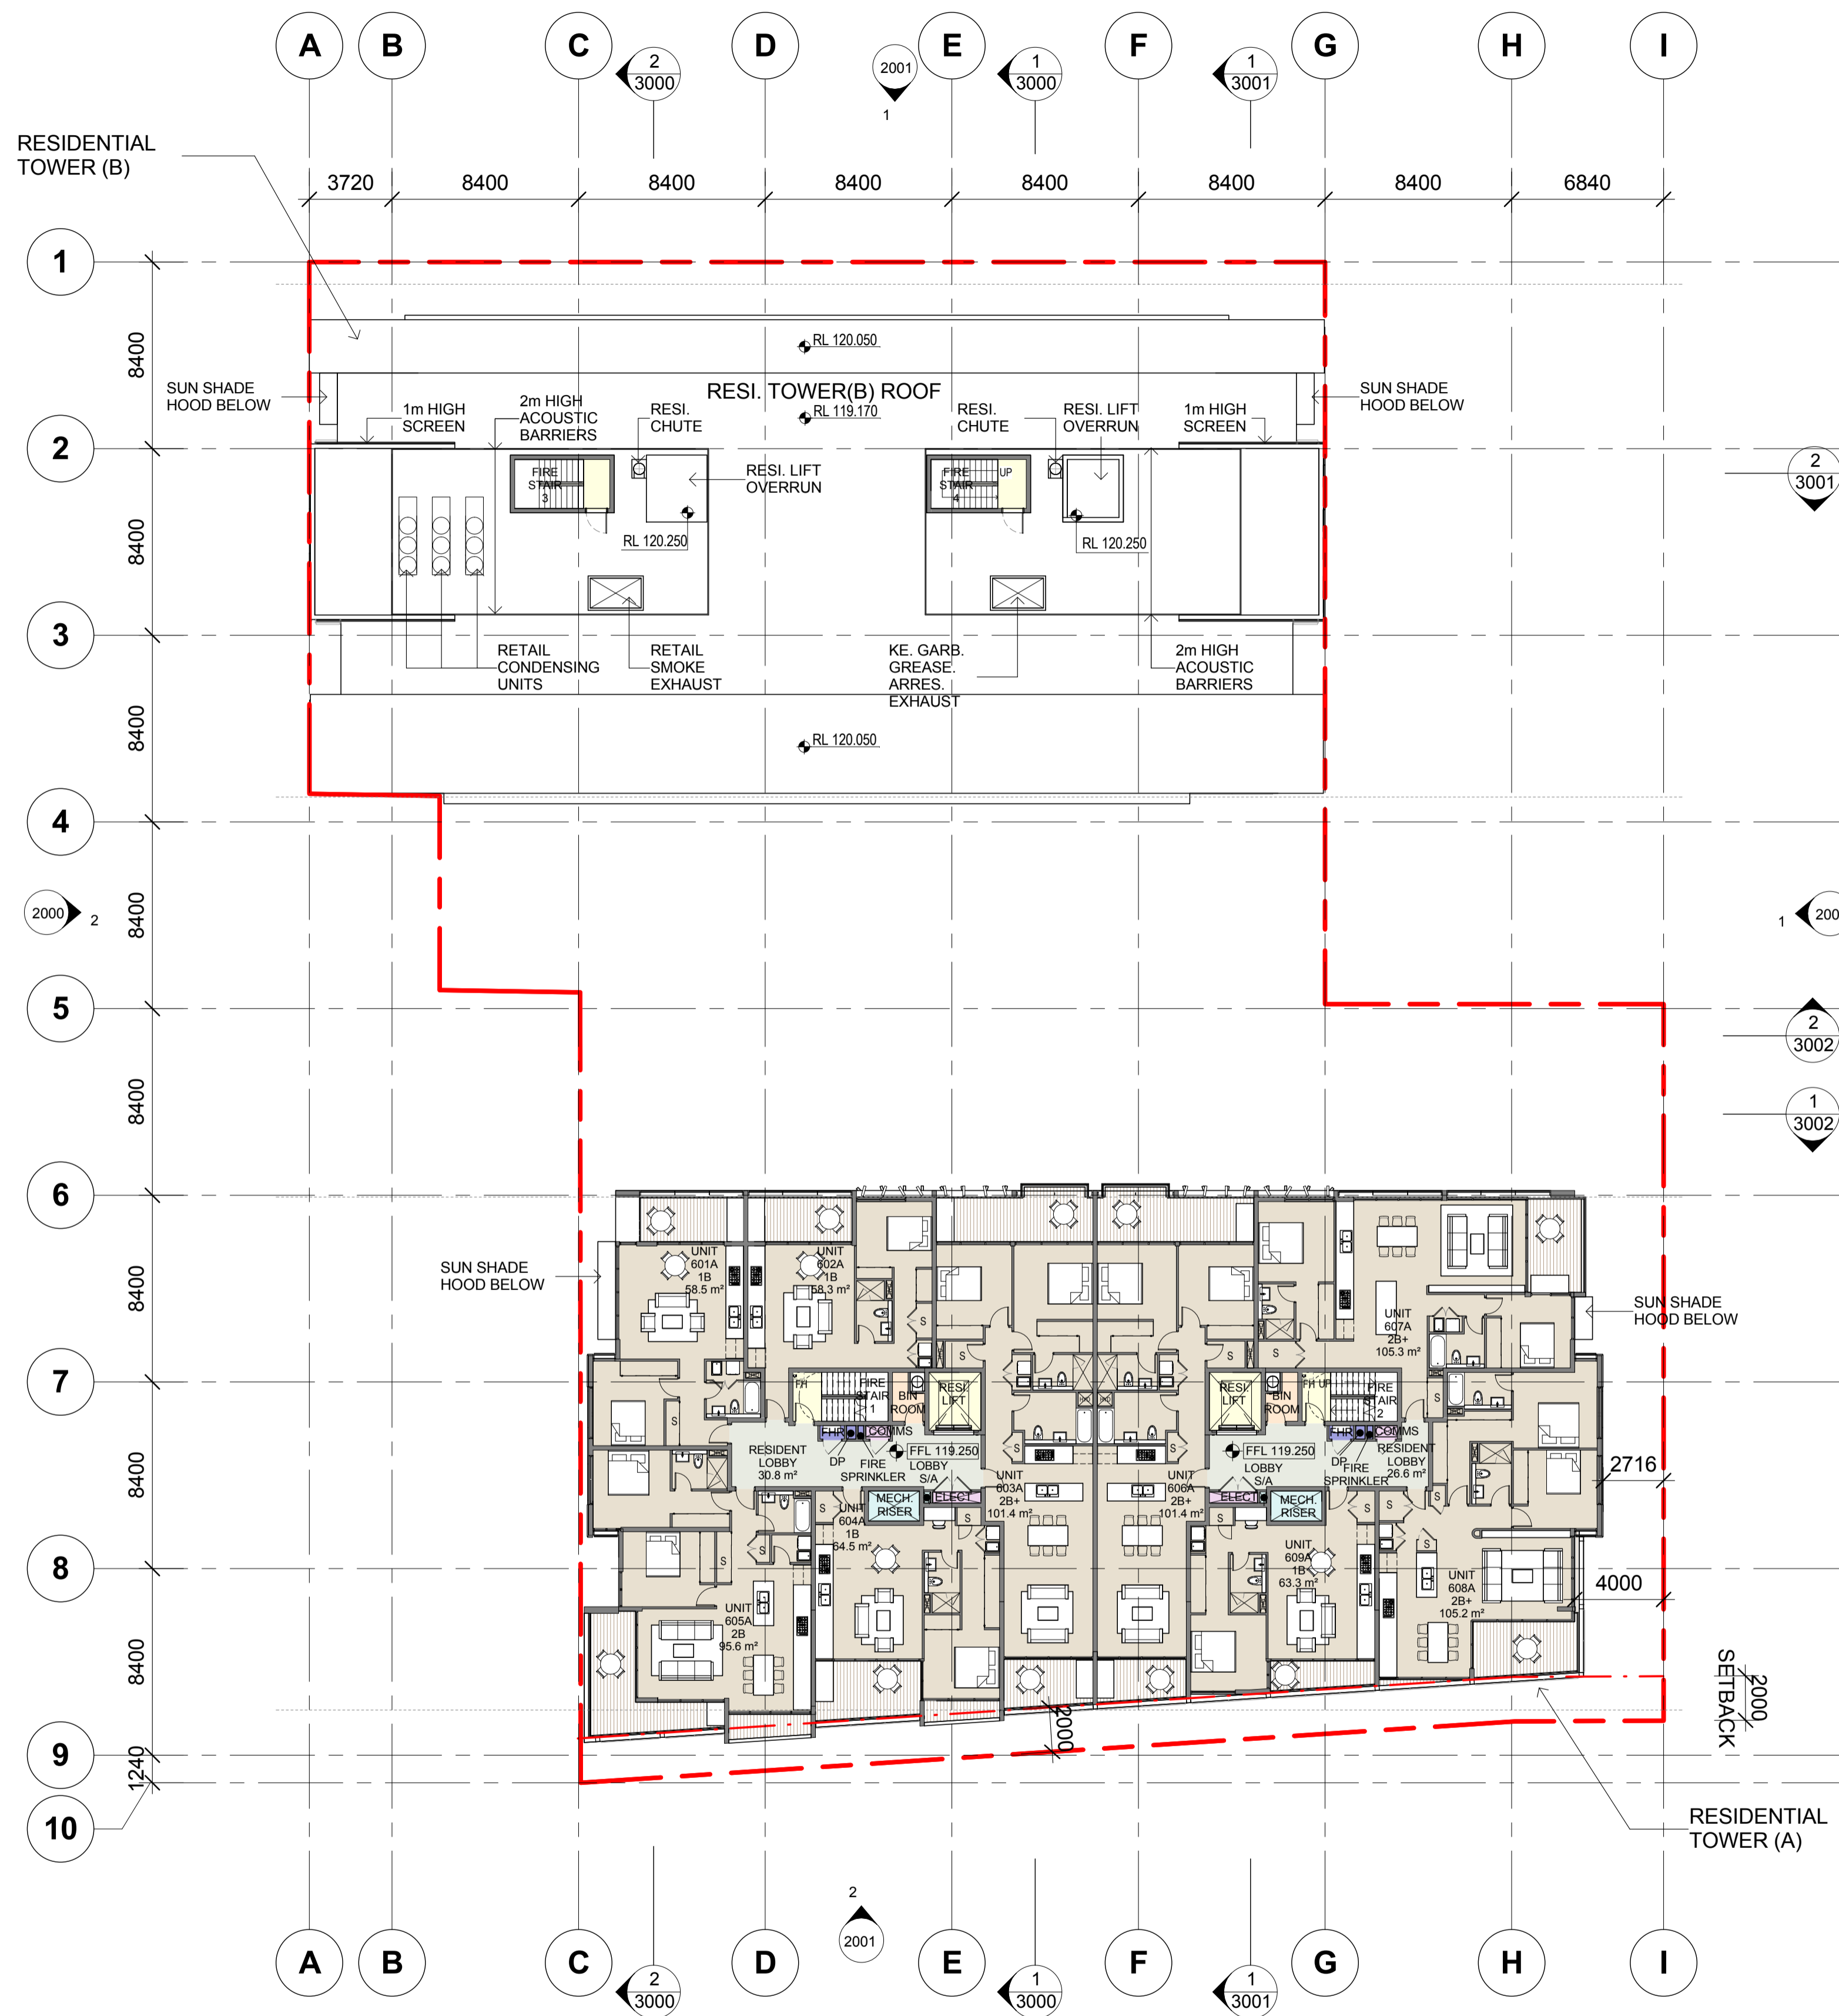 A
B
C
D
E
F
G
H
I
2
3000
2001
1
1
3000
1
3001
RESIDENTIAL
TOWER (B)
3720
8400
8400
8400
8400
8400
8400
6840
1
2
3
4
5
6
7
8
9
10
8400
8400
8400
8400
8400
8400
8400
8400
1240
RL 120.050
RESI. TOWER(B) ROOF
RL 119.170
SUN SHADE
HOOD BELOW
1m HIGH
SCREEN
2m HIGH
ACOUSTIC
BARRIERS
RESI.
CHUTE
RESI.
CHUTE
RESI. LIFT
OVERRUN
1m HIGH
SCREEN
SUN SHADE
HOOD BELOW
FIRE
STAIR
3
RESI. LIFT
OVERRUN
RL 120.250
FIRE
STAIR
4
UP
RL 120.250
2
3001
RETAIL
CONDENSING
UNITS
RETAIL
SMOKE
EXHAUST
KE. GARB.
GREASE.
ARRES.
EXHAUST
2m HIGH
ACOUSTIC
BARRIERS
RL 120.050
2000
2
1
200
2
3002
1
3002
SUN SHADE
HOOD BELOW
UNIT
601A
1B
58.5 m²
UNIT
602A
1B
58.3 m²
S
S
S
S
S
UNIT
607A
2B+
105.3 m²
SUN SHADE
HOOD BELOW
FH
FIRE
STAIR
1
BIN
ROOM
RESI.
LIFT
RESI.
LIFT
BIN
ROOM
FH UP
FIRE
STAIR
2
S
S
FHR
COMMS
RESIDENT
LOBBY
30.8 m²
DP
FIRE
SPRINKLER
FFL 119.250
LOBBY
S/A
S
S
FFL 119.250
LOBBY
S/A
FHR
COMMS
DP
FIRE
SPRINKLER
RESIDENT
LOBBY
26.6 m²
2716
ELECT
MECH.
RISER
UNIT
603A
2B+
101.4 m²
UNIT
606A
2B+
101.4 m²
ELECT
MECH.
RISER
S
UNIT
604A
1B
64.5 m²
S
S
S
S
S
S
S
S
UNIT
609A
1B
63.3 m²
UNIT
608A
2B+
105.2 m²
4000
UNIT
605A
2B
95.6 m²
2000
2000
SETBACK
RESIDENTIAL
TOWER (A)
2
2001
A
B
C
D
E
F
G
H
I
2
3000
1
3000
1
3001